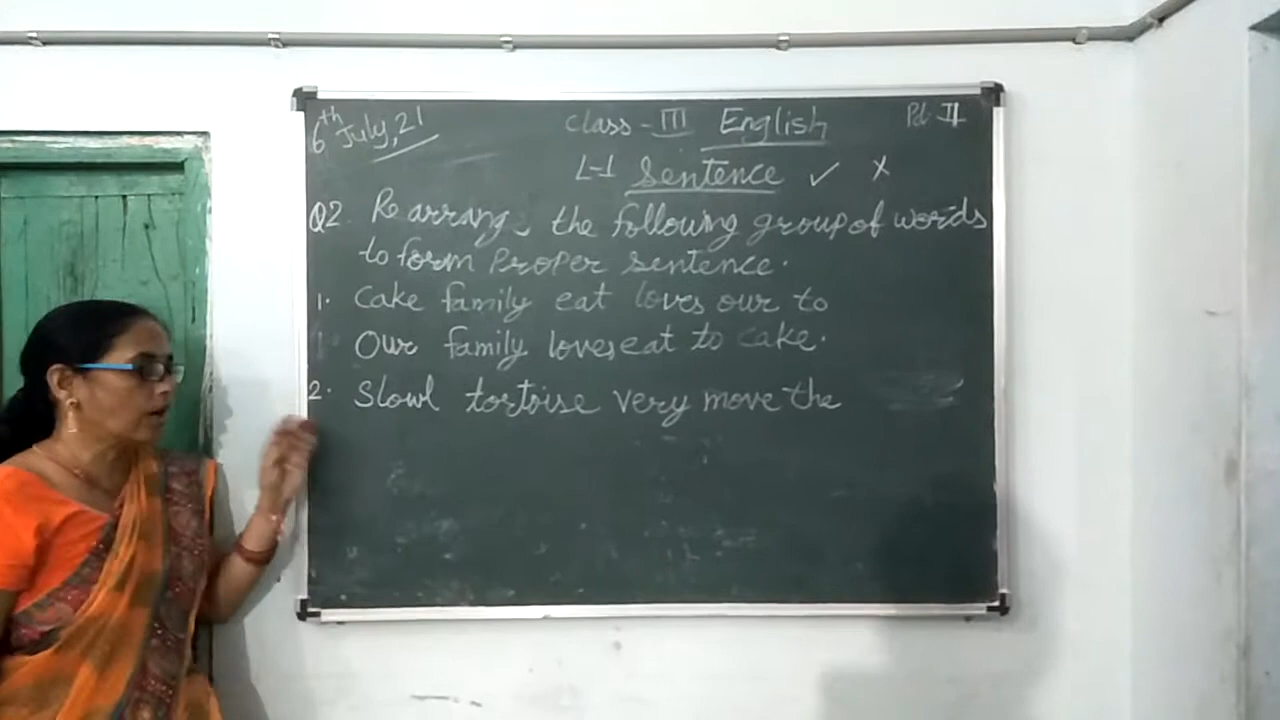 6th July, 21 Class - III English Pd II
L-1 Sentence ✓ X
Q2. Rearrange the following group of words
to form Proper Sentence.
1. Cake family eat loves our to
1 Our family loves eat to cake.
2. Slowl tortoise very move the